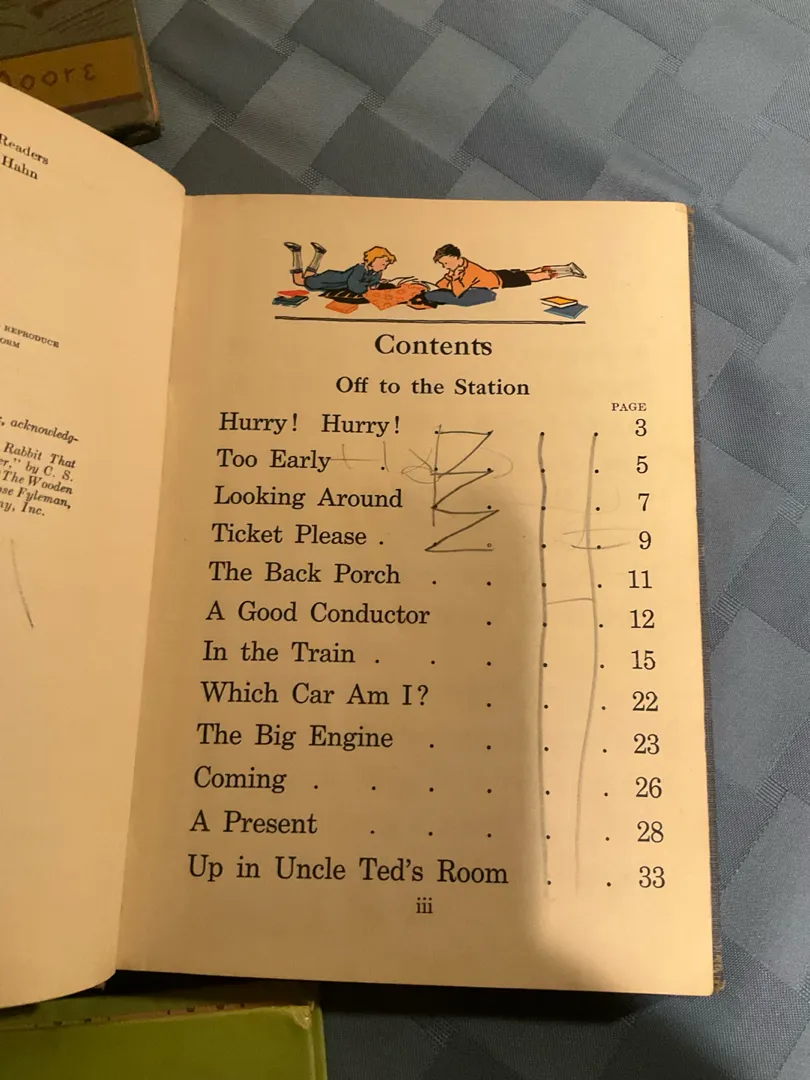 Moore
Readers
Hahn
REPRODUCE
ORM
, acknowledg-
Rabbit That
er," by C. S.
"The Wooden
se Fyleman,
ny, Inc.
Contents
Off to the Station
PAGE
Hurry! Hurry! . . . 3
Too Early . . . . 5
Looking Around . . . 7
Ticket Please . . . . . 9
The Back Porch . . . . 11
A Good Conductor . . . 12
In the Train . . . . . 15
Which Car Am I? . . . 22
The Big Engine . . . . 23
Coming . . . . . . 26
A Present . . . . . 28
Up in Uncle Ted's Room . . 33
iii